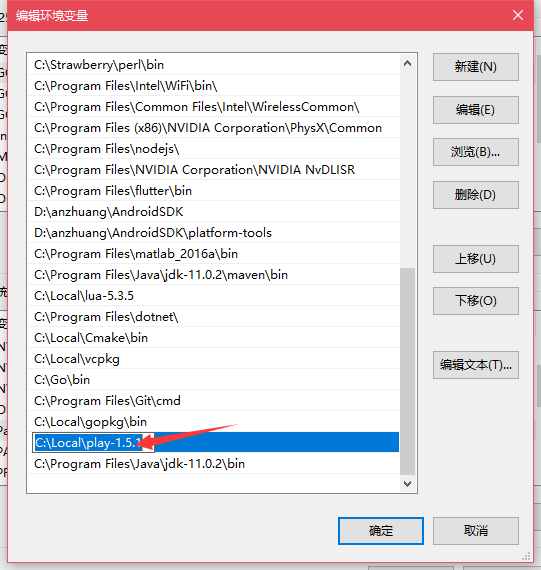 编辑环境变量
C:\Strawberry\perl\bin
C:\Program Files\Intel\WiFi\bin\
C:\Program Files\Common Files\Intel\WirelessCommon\
C:\Program Files (x86)\NVIDIA Corporation\PhysX\Common
C:\Program Files\nodejs\
C:\Program Files\NVIDIA Corporation\NVIDIA NvDLISR
C:\Program Files\flutter\bin
D:\anzhuang\AndroidSDK
D:\anzhuang\AndroidSDK\platform-tools
C:\Program Files\matlab_2016a\bin
C:\Program Files\Java\jdk-11.0.2\maven\bin
C:\Local\lua-5.3.5
C:\Program Files\dotnet\
C:\Local\Cmake\bin
C:\Local\vcpkg
C:\Go\bin
C:\Program Files\Git\cmd
C:\Local\gopkg\bin
C:\Local\play-1.5.1
C:\Program Files\Java\jdk-11.0.2\bin
新建(N)
编辑(E)
浏览(B)...
删除(D)
上移(U)
下移(O)
编辑文本(T)...
确定
取消